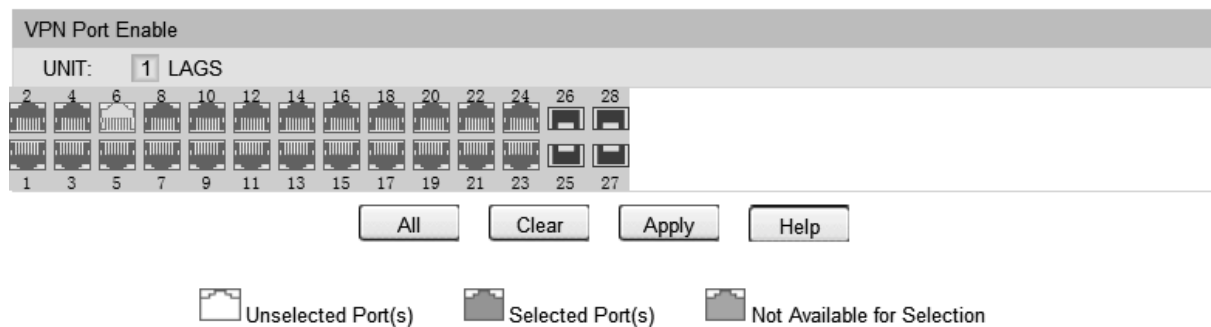 VPN Port Enable
UNIT: 1 LAGS
2 4 6 8 10 12 14 16 18 20 22 24 26 28
1 3 5 7 9 11 13 15 17 19 21 23 25 27
All Clear Apply Help
Unselected Port(s) Selected Port(s) Not Available for Selection